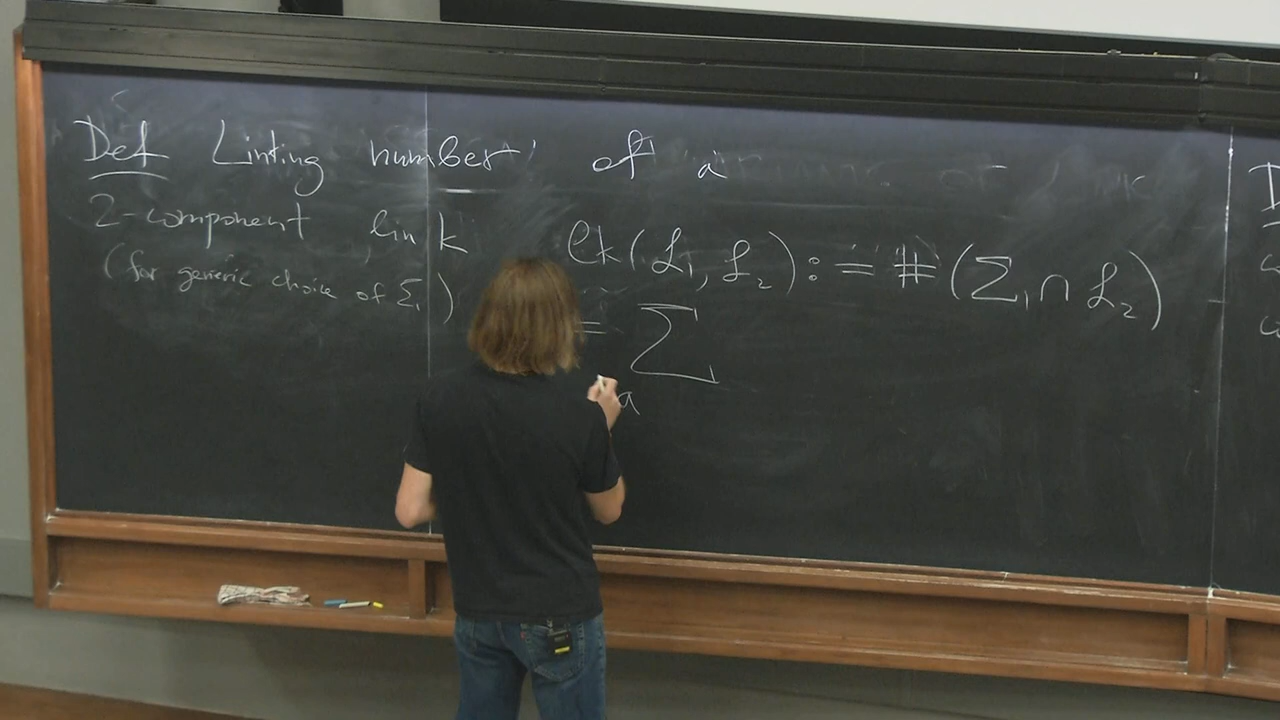 Def Linking number of a
2-component link ℓk(ℒ₁, ℒ₂) := #(Σ₁ ∩ ℒ₂)
(for generic choice of Σ₁)
= Σ
a